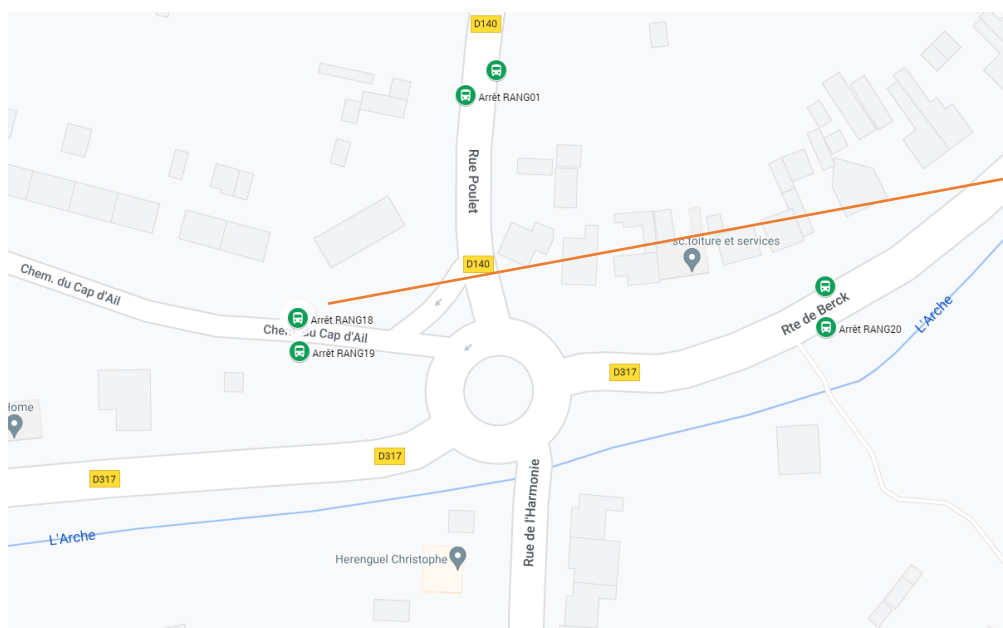 D140
Arrêt RANG01
Rue Poulet
sc.toiture et services
D140
Chem. du Cap d'Ail
Arrêt RANG18
Chem. du Cap d'Ail
Arrêt RANG19
Rte de Berck
Arrêt RANG20
L'Arche
D317
Home
D317
D317
Rue de l'Harmonie
L'Arche
Herenguel Christophe